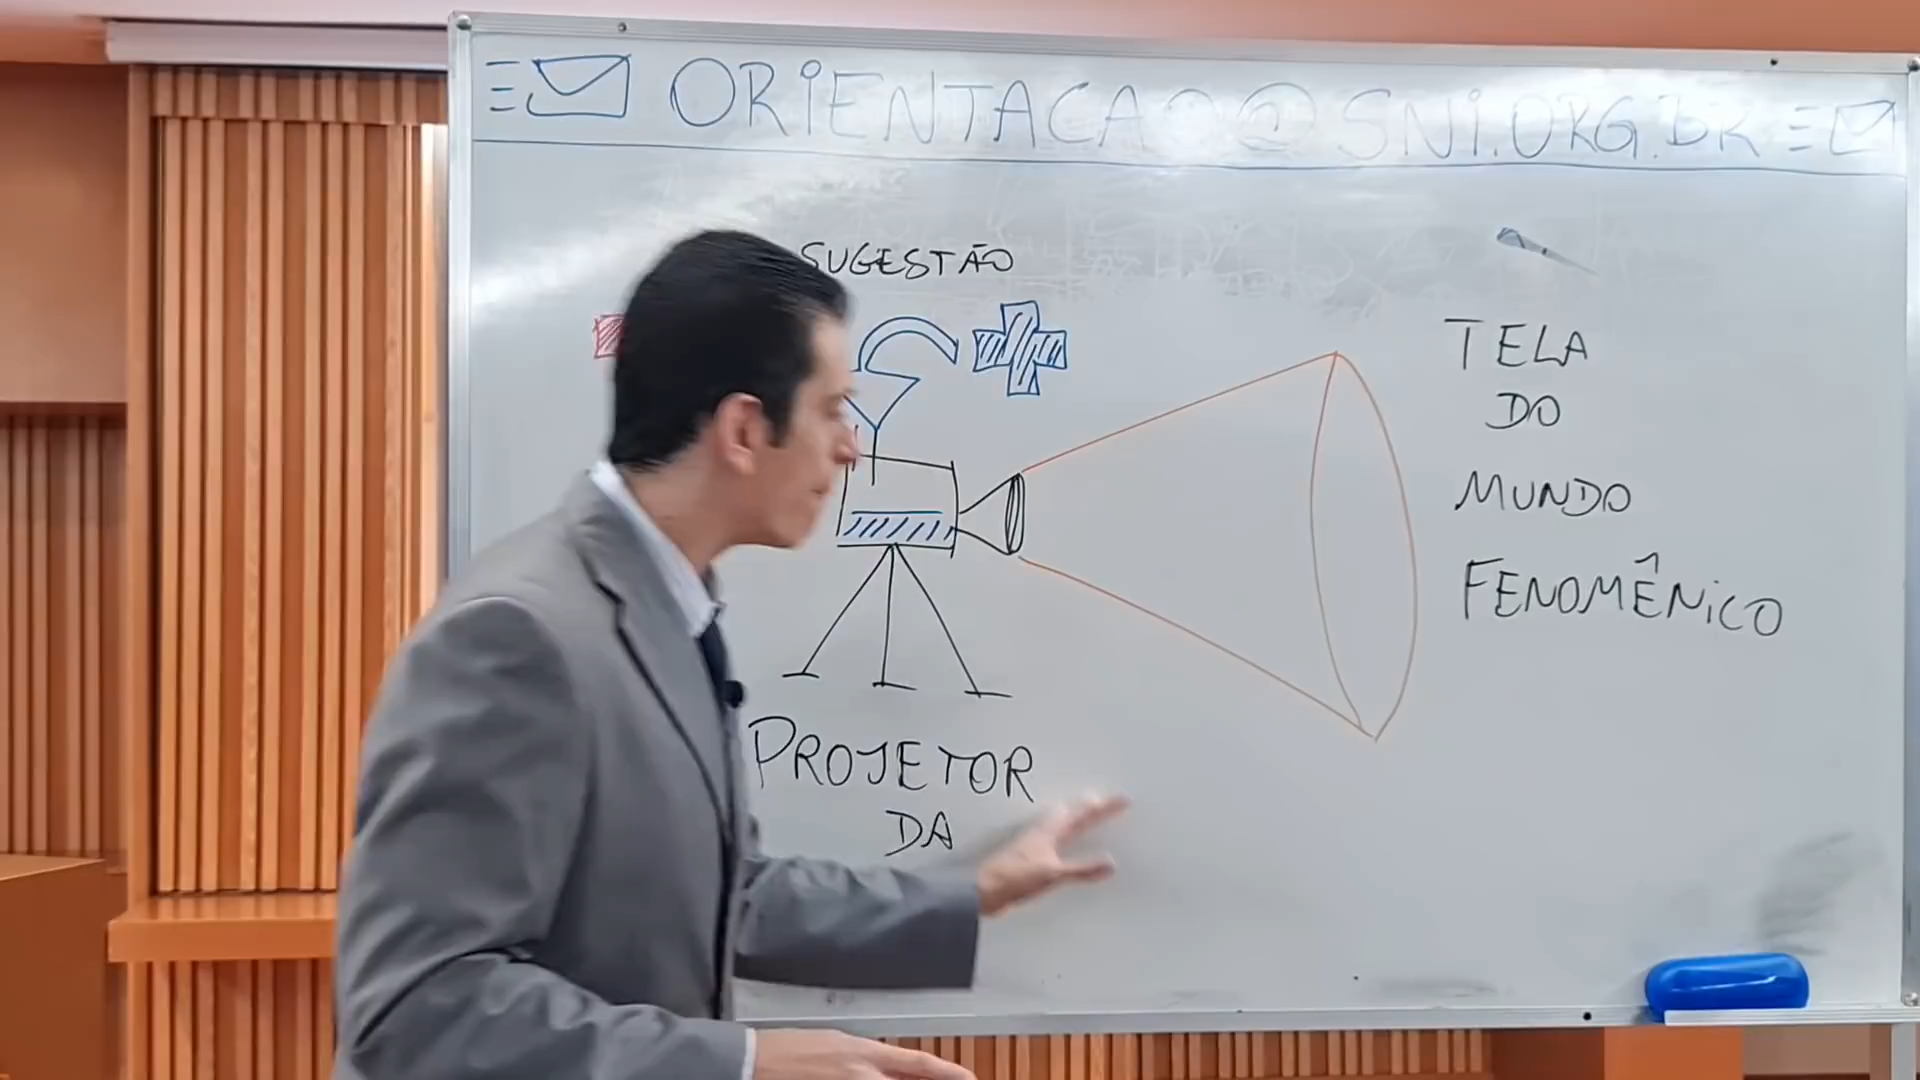 ORIENTACAO@SNI.ORG.BR
SUGESTÃO
TELA
DO
MUNDO
FENOMÊNICO
PROJETOR
DA